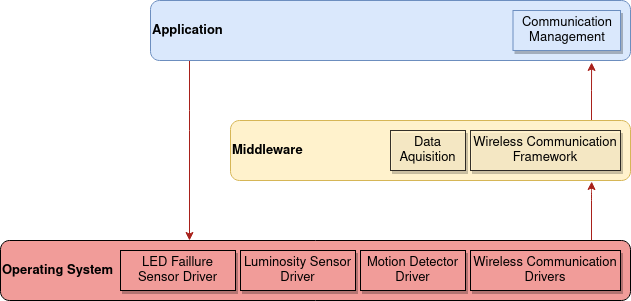 Application
Communication
Management
Middleware
Data
Aquisition
Wireless Communication
Framework
Operating System
LED Faillure
Sensor Driver
Luminosity Sensor
Driver
Motion Detector
Driver
Wireless Communication
Drivers